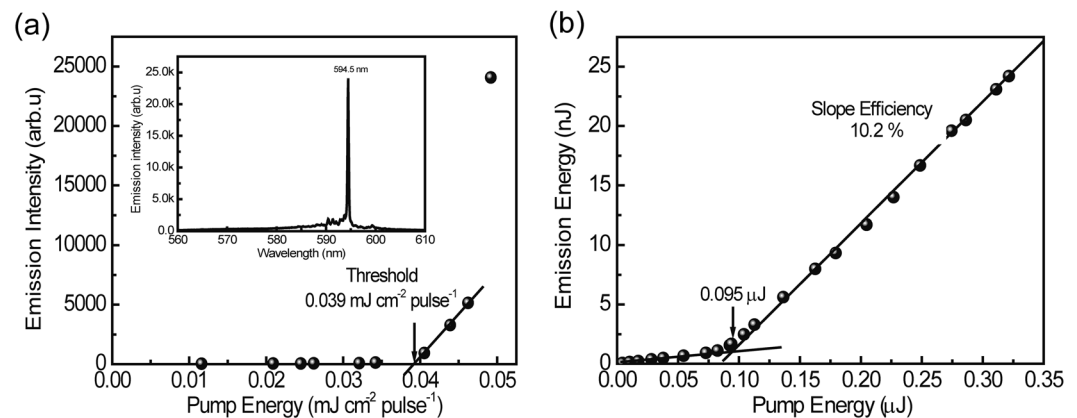 (a)
25000
20000
15000
10000
5000
0
Emission Intensity (arb.u)
0.00
0.01
0.02
0.03
0.04
0.05
Pump Energy (mJ cm⁻² pulse⁻¹)
Threshold
0.039 mJ cm⁻² pulse⁻¹
594.5 nm
25.0k
20.0k
15.0k
10.0k
5.0k
0.0
Emission intensity (arb.u)
560
570
580
590
600
610
Wavelength (nm)
(b)
25
20
15
10
5
0
Emission Energy (nJ)
Slope Efficiency
10.2 %
0.095 μJ
0.00
0.05
0.10
0.15
0.20
0.25
0.30
0.35
Pump Energy (μJ)